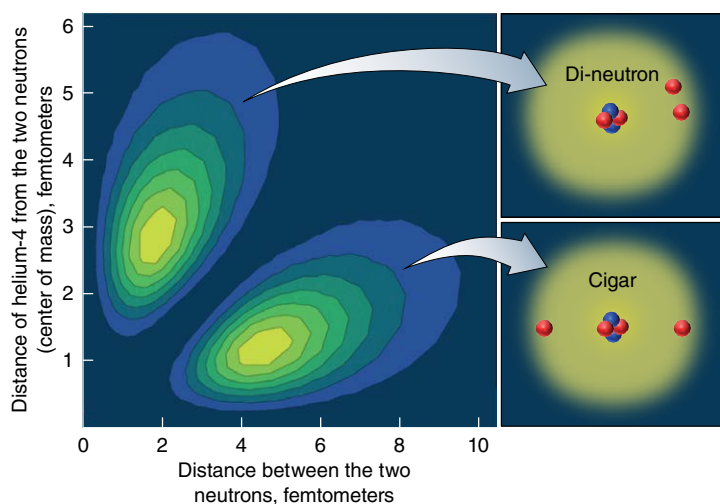 Distance of helium-4 from the two neutrons
(center of mass), femtometers
6
5
4
3
2
1
0
2
4
6
8
10
Distance between the two
neutrons, femtometers
Di-neutron
Cigar